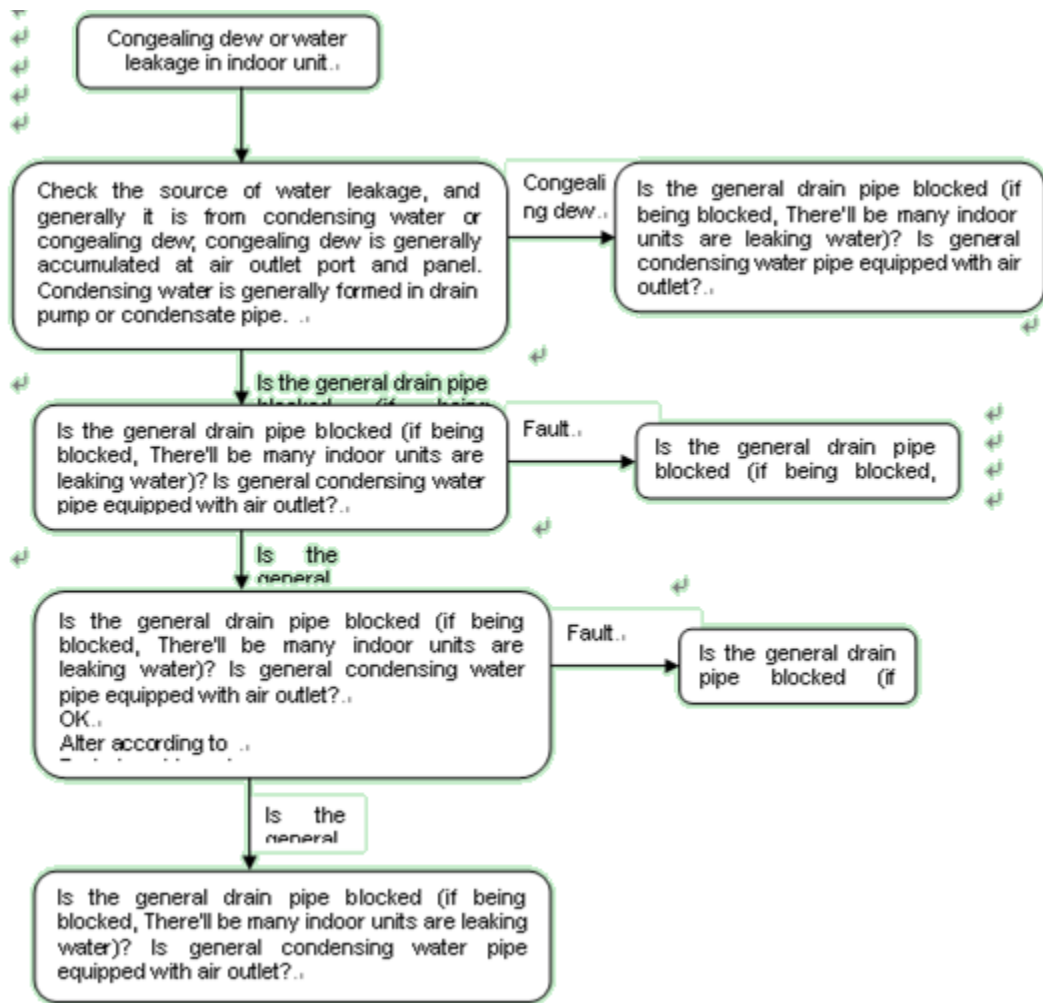 Congealing dew or water
leakage in indoor unit..
Check the source of water leakage, and
generally it is from condensing water or
congealing dew; congealing dew is generally
accumulated at air outlet port and panel.
Condensing water is generally formed in drain
pump or condensate pipe. ..
Congeali
ng dew..
Is the general drain pipe blocked (if
being blocked, There'll be many indoor
units are leaking water)? Is general
condensing water pipe equipped with air
outlet?..
Is the general drain pipe
blocked (if being
Is the general drain pipe blocked (if being
blocked, There'll be many indoor units are
leaking water)? Is general condensing water
pipe equipped with air outlet?..
Fault..
Is the general drain pipe
blocked (if being blocked,
Is the
general
Is the general drain pipe blocked (if being
blocked, There'll be many indoor units are
leaking water)? Is general condensing water
pipe equipped with air outlet?..
OK..
Alter according to ..
Fault..
Is the general drain
pipe blocked (if
Is the
general
Is the general drain pipe blocked (if being
blocked, There'll be many indoor units are leaking
water)? Is general condensing water pipe
equipped with air outlet?..